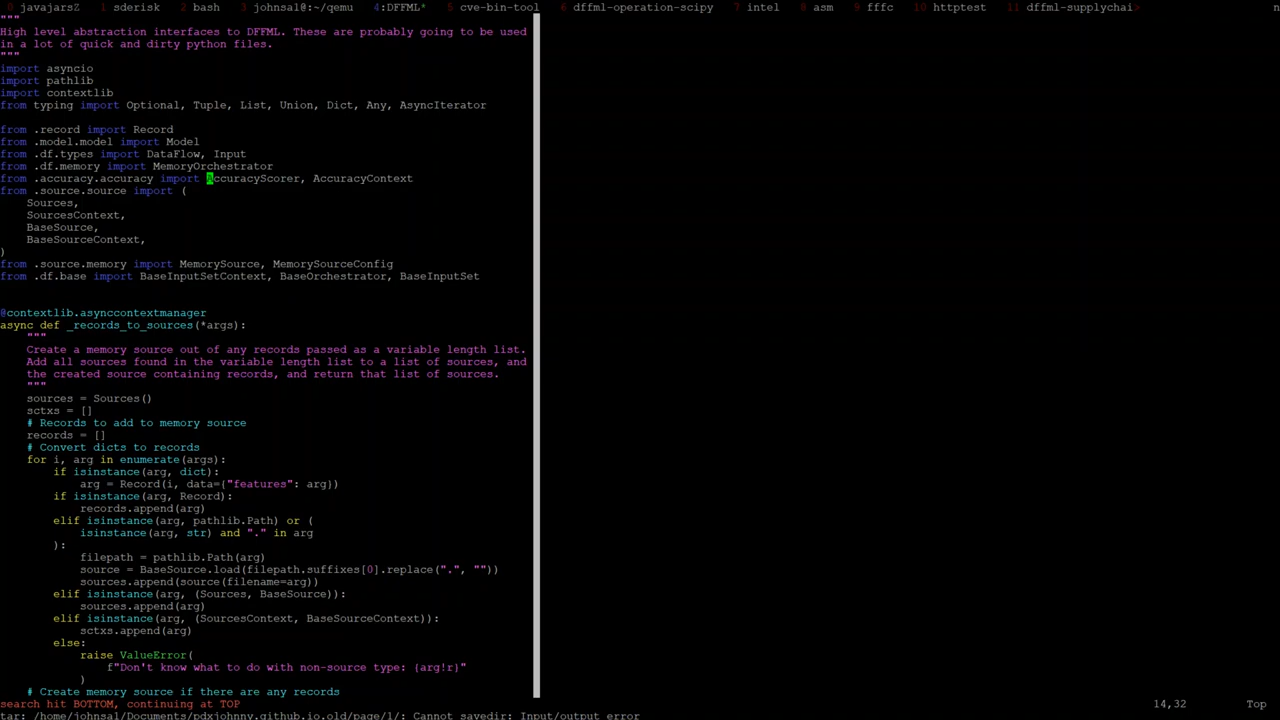 0 javajarsZ 1 sderisk 2 bash 3 johnsal@:~/qemu 4:DFFML* 5 cve-bin-tool 6 dffml-operation-scipy 7 intel 8 asm 9 fffc 10 httptest 11 dffml-supplychai> n
"""
High level abstraction interfaces to DFFML. These are probably going to be used
in a lot of quick and dirty python files.
"""
import asyncio
import pathlib
import contextlib
from typing import Optional, Tuple, List, Union, Dict, Any, AsyncIterator
from .record import Record
from .model.model import Model
from .df.types import DataFlow, Input
from .df.memory import MemoryOrchestrator
from .accuracy.accuracy import AccuracyScorer, AccuracyContext
from .source.source import (
    Sources,
    SourcesContext,
    BaseSource,
    BaseSourceContext,
)
from .source.memory import MemorySource, MemorySourceConfig
from .df.base import BaseInputSetContext, BaseOrchestrator, BaseInputSet
@contextlib.asynccontextmanager
async def _records_to_sources(*args):
    """
    Create a memory source out of any records passed as a variable length list.
    Add all sources found in the variable length list to a list of sources, and
    the created source containing records, and return that list of sources.
    """
    sources = Sources()
    sctxs = []
    # Records to add to memory source
    records = []
    # Convert dicts to records
    for i, arg in enumerate(args):
        if isinstance(arg, dict):
            arg = Record(i, data={"features": arg})
        if isinstance(arg, Record):
            records.append(arg)
        elif isinstance(arg, pathlib.Path) or (
            isinstance(arg, str) and "." in arg
        ):
            filepath = pathlib.Path(arg)
            source = BaseSource.load(filepath.suffixes[0].replace(".", ""))
            sources.append(source(filename=arg))
        elif isinstance(arg, (Sources, BaseSource)):
            sources.append(arg)
        elif isinstance(arg, (SourcesContext, BaseSourceContext)):
            sctxs.append(arg)
        else:
            raise ValueError(
                f"Don't know what to do with non-source type: {arg!r}"
            )
    # Create memory source if there are any records
search hit BOTTOM, continuing at TOP 14,32 Top
tar: /home/johnsal/Documents/pdxjohnny.github.io.old/page/1/: Cannot savedir: Input/output error